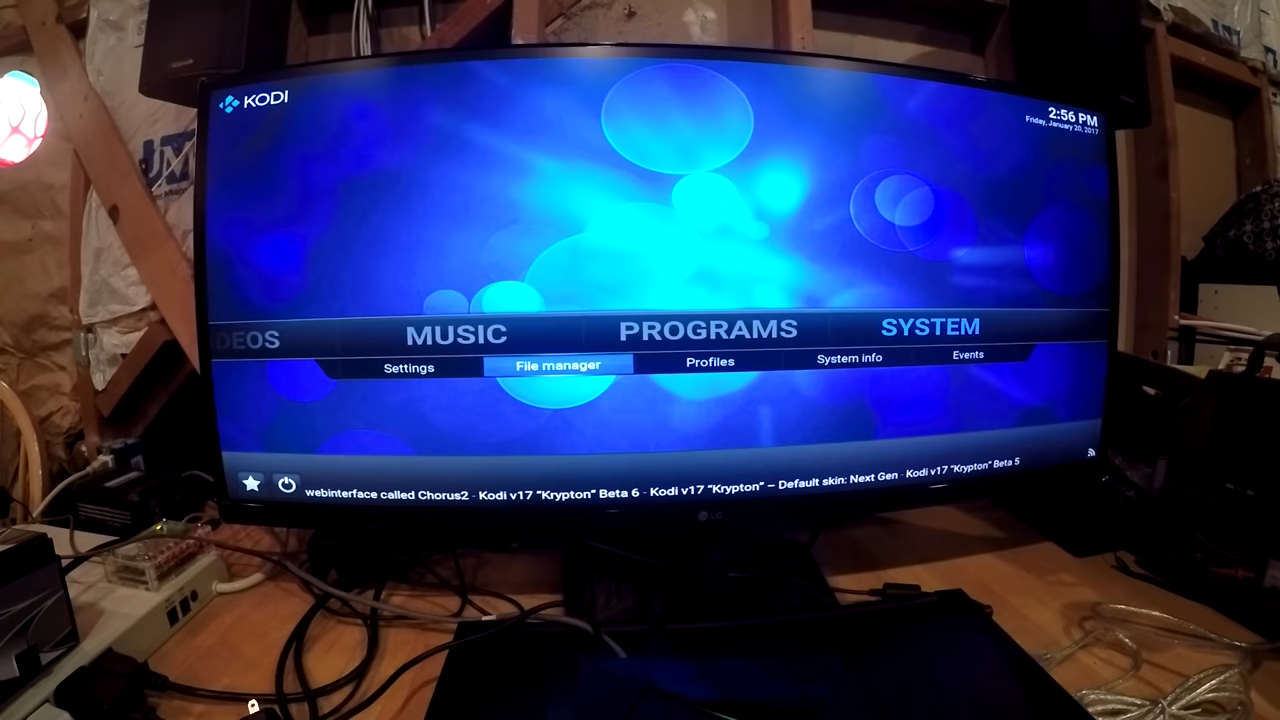 KODI
2:56 PM
Friday, January 20, 2017
DEOS MUSIC PROGRAMS SYSTEM
Settings File manager Profiles System info Events
webinterface called Chorus2 - Kodi v17 "Krypton" Beta 6 - Kodi v17 "Krypton" – Default skin: Next Gen - Kodi v17 "Krypton" Beta 5
LG